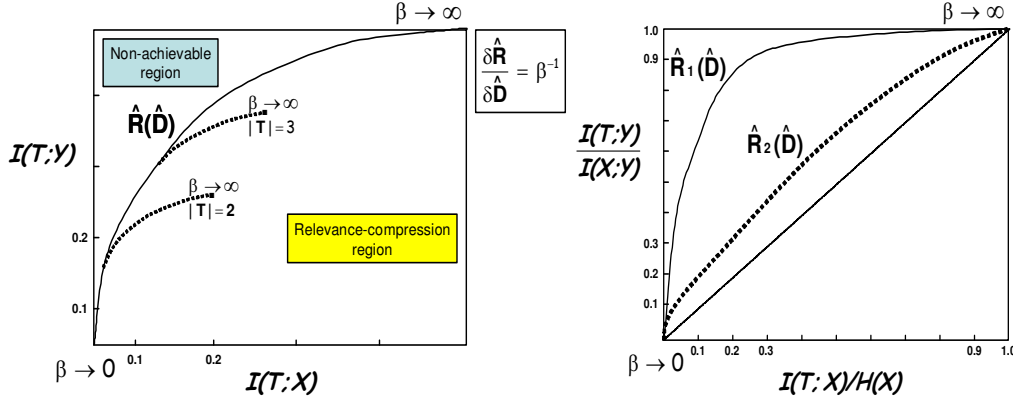 β → ∞
Non-achievable
region
δR̂
δD̂
= β⁻¹
R̂(D̂)
β → ∞
|T|=3
I(T;Y)
β → ∞
|T|=2
0.2
Relevance-compression
region
0.1
0.1
0.2
β → 0
I(T;X)
β → ∞
1.0
0.9
R̂₁(D̂)
I(T;Y)
I(X;Y)
R̂₂(D̂)
0.3
0.2
0.1
0.1
0.2
0.3
0.9
1.0
β → 0
I(T;X)/H(X)